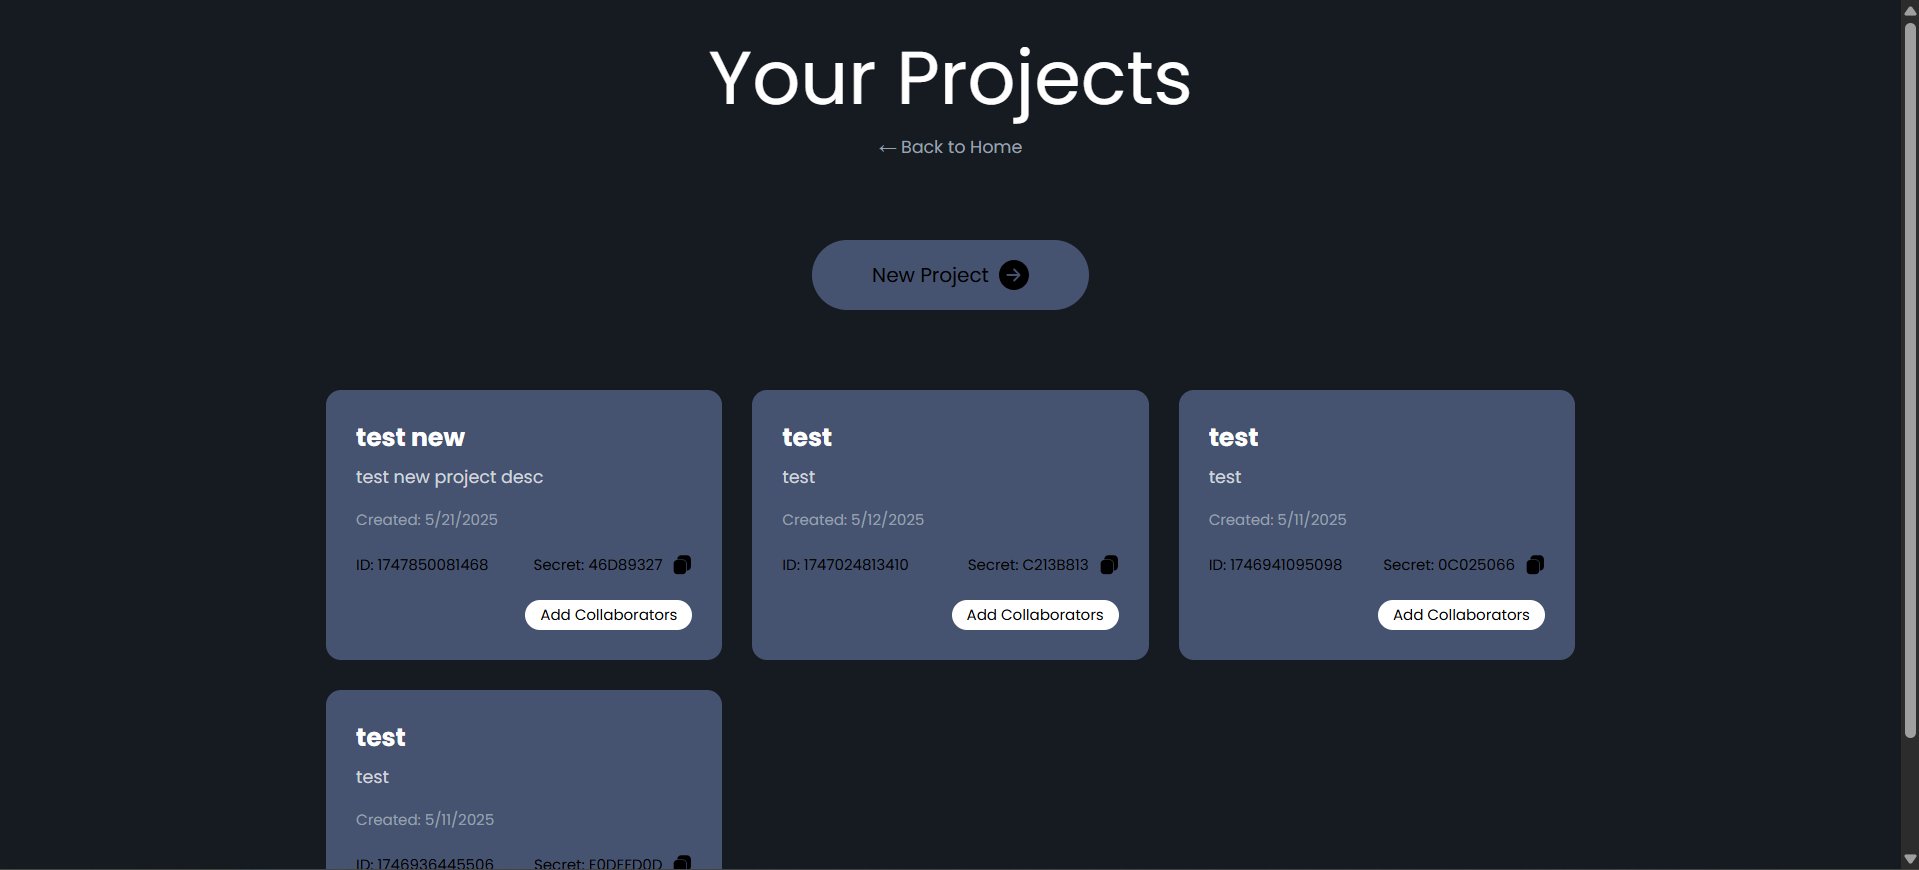 Your Projects
← Back to Home
New Project
test new
test new project desc
Created: 5/21/2025
ID: 1747850081468 Secret: 46D89327
Add Collaborators
test
test
Created: 5/12/2025
ID: 1747024813410 Secret: C213B813
Add Collaborators
test
test
Created: 5/11/2025
ID: 1746941095098 Secret: 0C025066
Add Collaborators
test
test
Created: 5/11/2025
ID: 1746936445506 Secret: